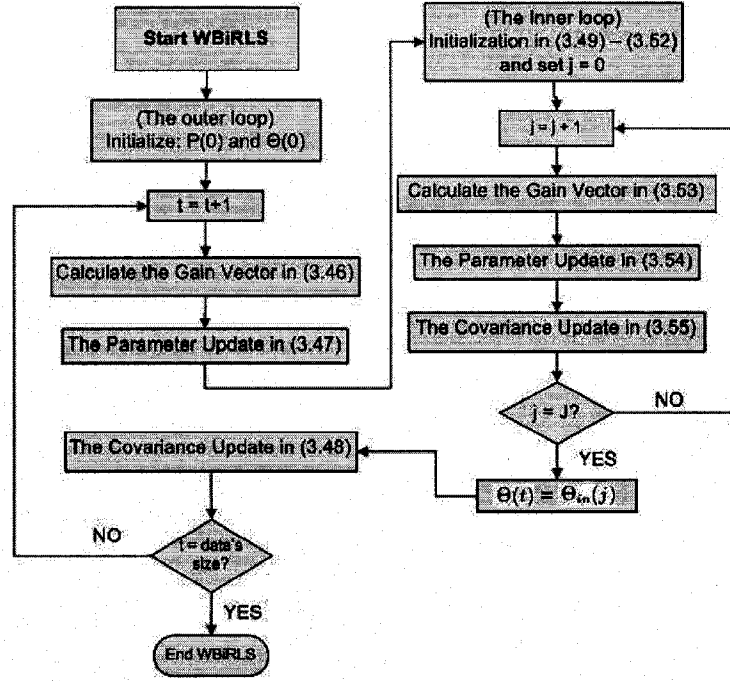 Start WBiRLS
(The outer loop)
Initialize: P(0) and Θ(0)
t = t+1
Calculate the Gain Vector in (3.46)
The Parameter Update in (3.47)
(The Inner loop)
Initialization in (3.49) – (3.52)
and set j = 0
j = j + 1
Calculate the Gain Vector in (3.53)
The Parameter Update in (3.54)
The Covariance Update in (3.55)
j = J?
NO
YES
Θ(t) = Θin(j)
The Covariance Update in (3.48)
t = data's
size?
NO
YES
End WBiRLS